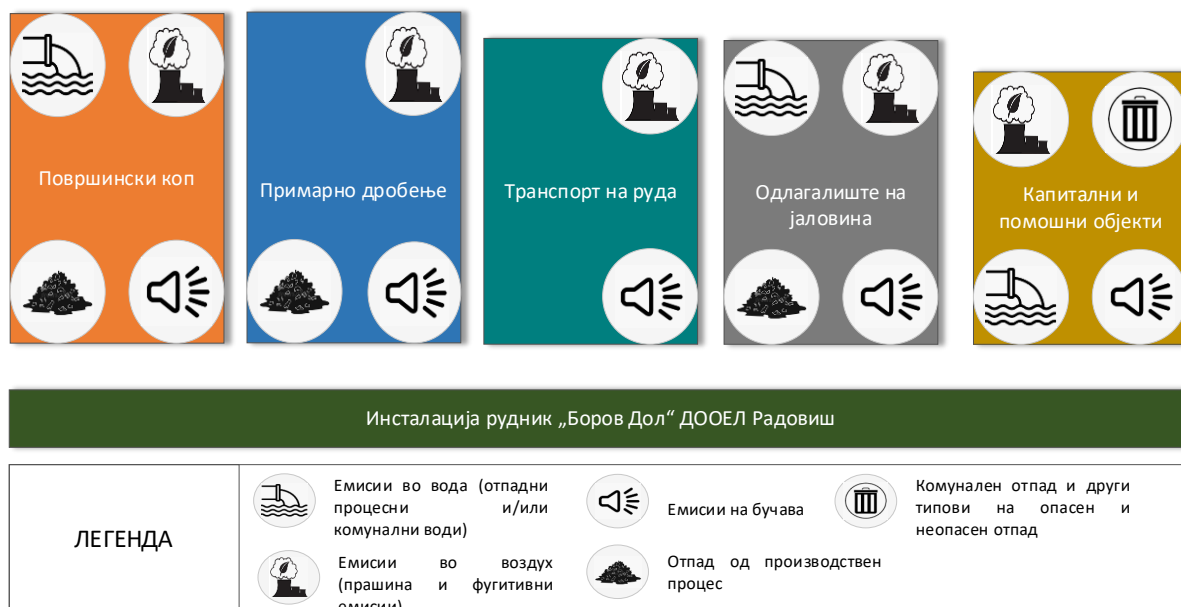 Површински коп
Примарно дробење
Транспорт на руда
Одлагалиште на
јаловина
Капитални и
помошни објекти
Инсталација рудник „Боров Дол“ ДООЕЛ Радовиш
ЛЕГЕНДА
Емисии во вода (отпадни
процесни и/или
комунални води)
Емисии во воздух
(прашина и фугитивни
емисии)
Емисии на бучава
Отпад од производствен
процес
Комунален отпад и други
типови на опасен и
неопасен отпад